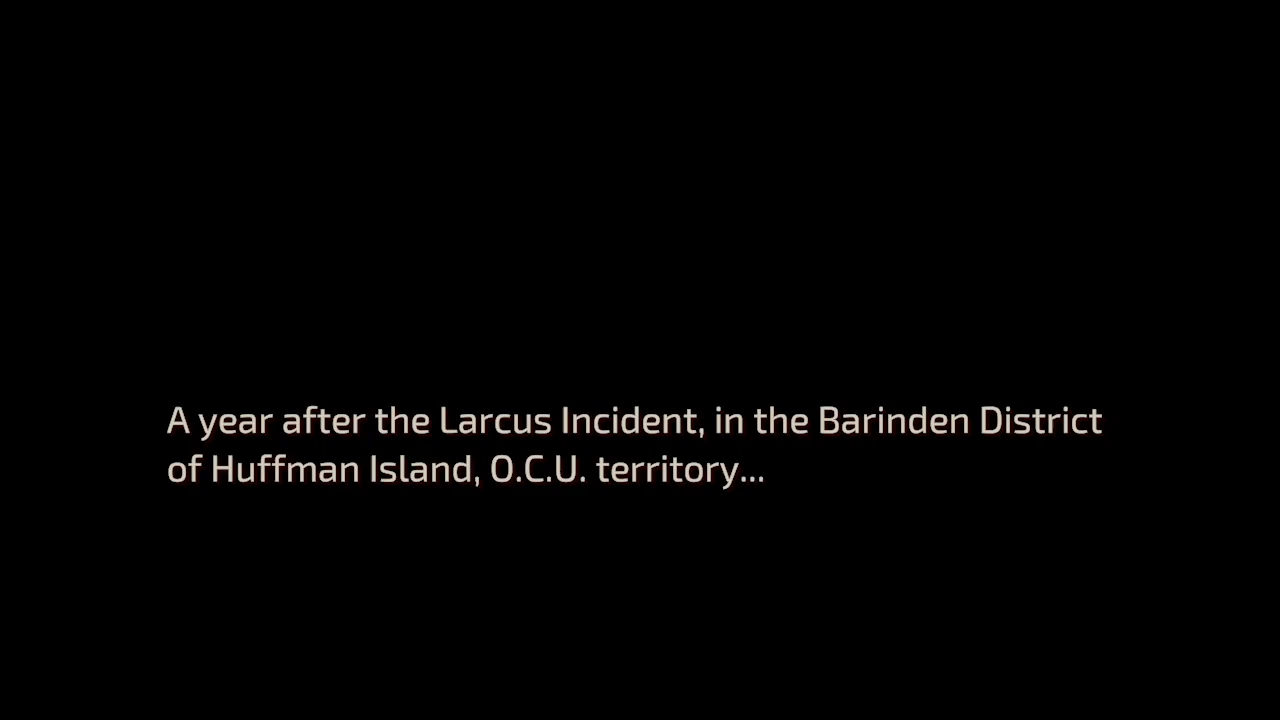 A year after the Larcus Incident, in the Barinden District
of Huffman Island, O.C.U. territory...